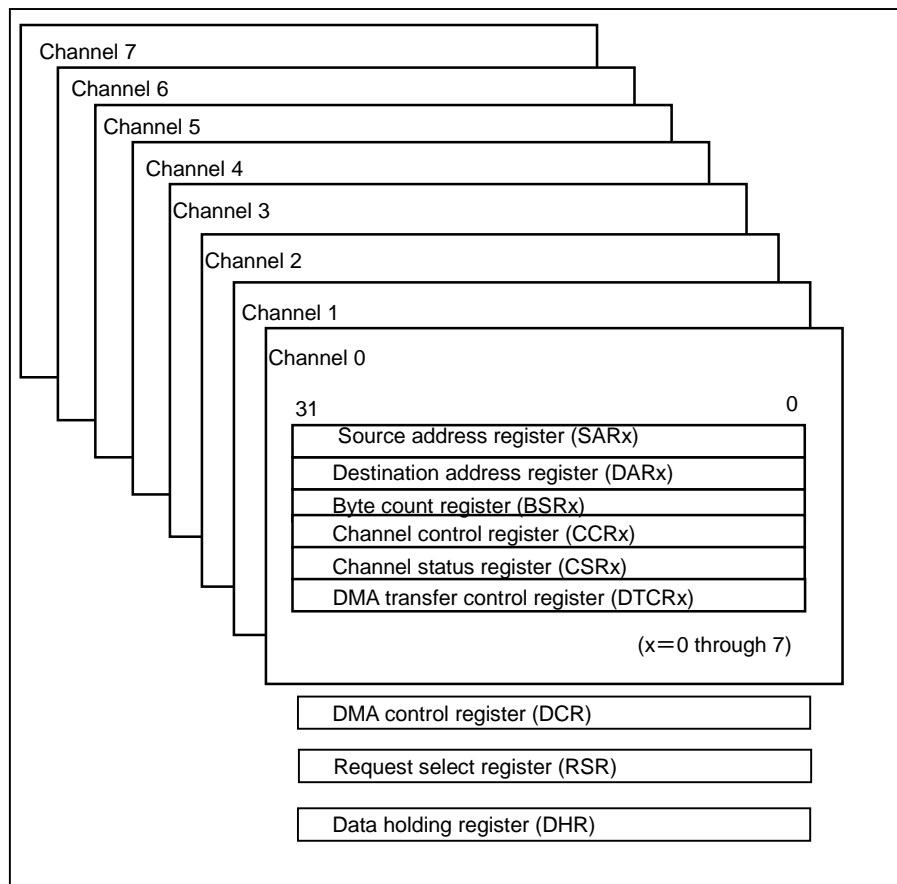 Channel 7
Channel 6
Channel 5
Channel 4
Channel 3
Channel 2
Channel 1
Channel 0
31 0
Source address register (SARx)
Destination address register (DARx)
Byte count register (BSRx)
Channel control register (CCRx)
Channel status register (CSRx)
DMA transfer control register (DTCRx)
(x＝0 through 7)
DMA control register (DCR)
Request select register (RSR)
Data holding register (DHR)